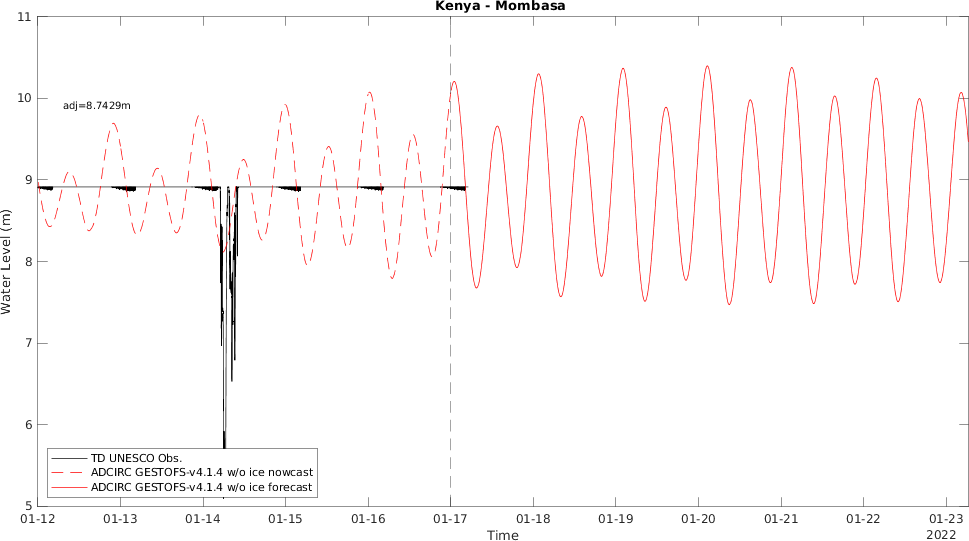 Kenya - Mombasa
11
10
9
8
7
6
5
Water Level (m)
adj=8.7429m
TD UNESCO Obs.
ADCIRC GESTOFS-v4.1.4 w/o ice nowcast
ADCIRC GESTOFS-v4.1.4 w/o ice forecast
01-12 01-13 01-14 01-15 01-16 01-17 01-18 01-19 01-20 01-21 01-22 01-23
2022
Time